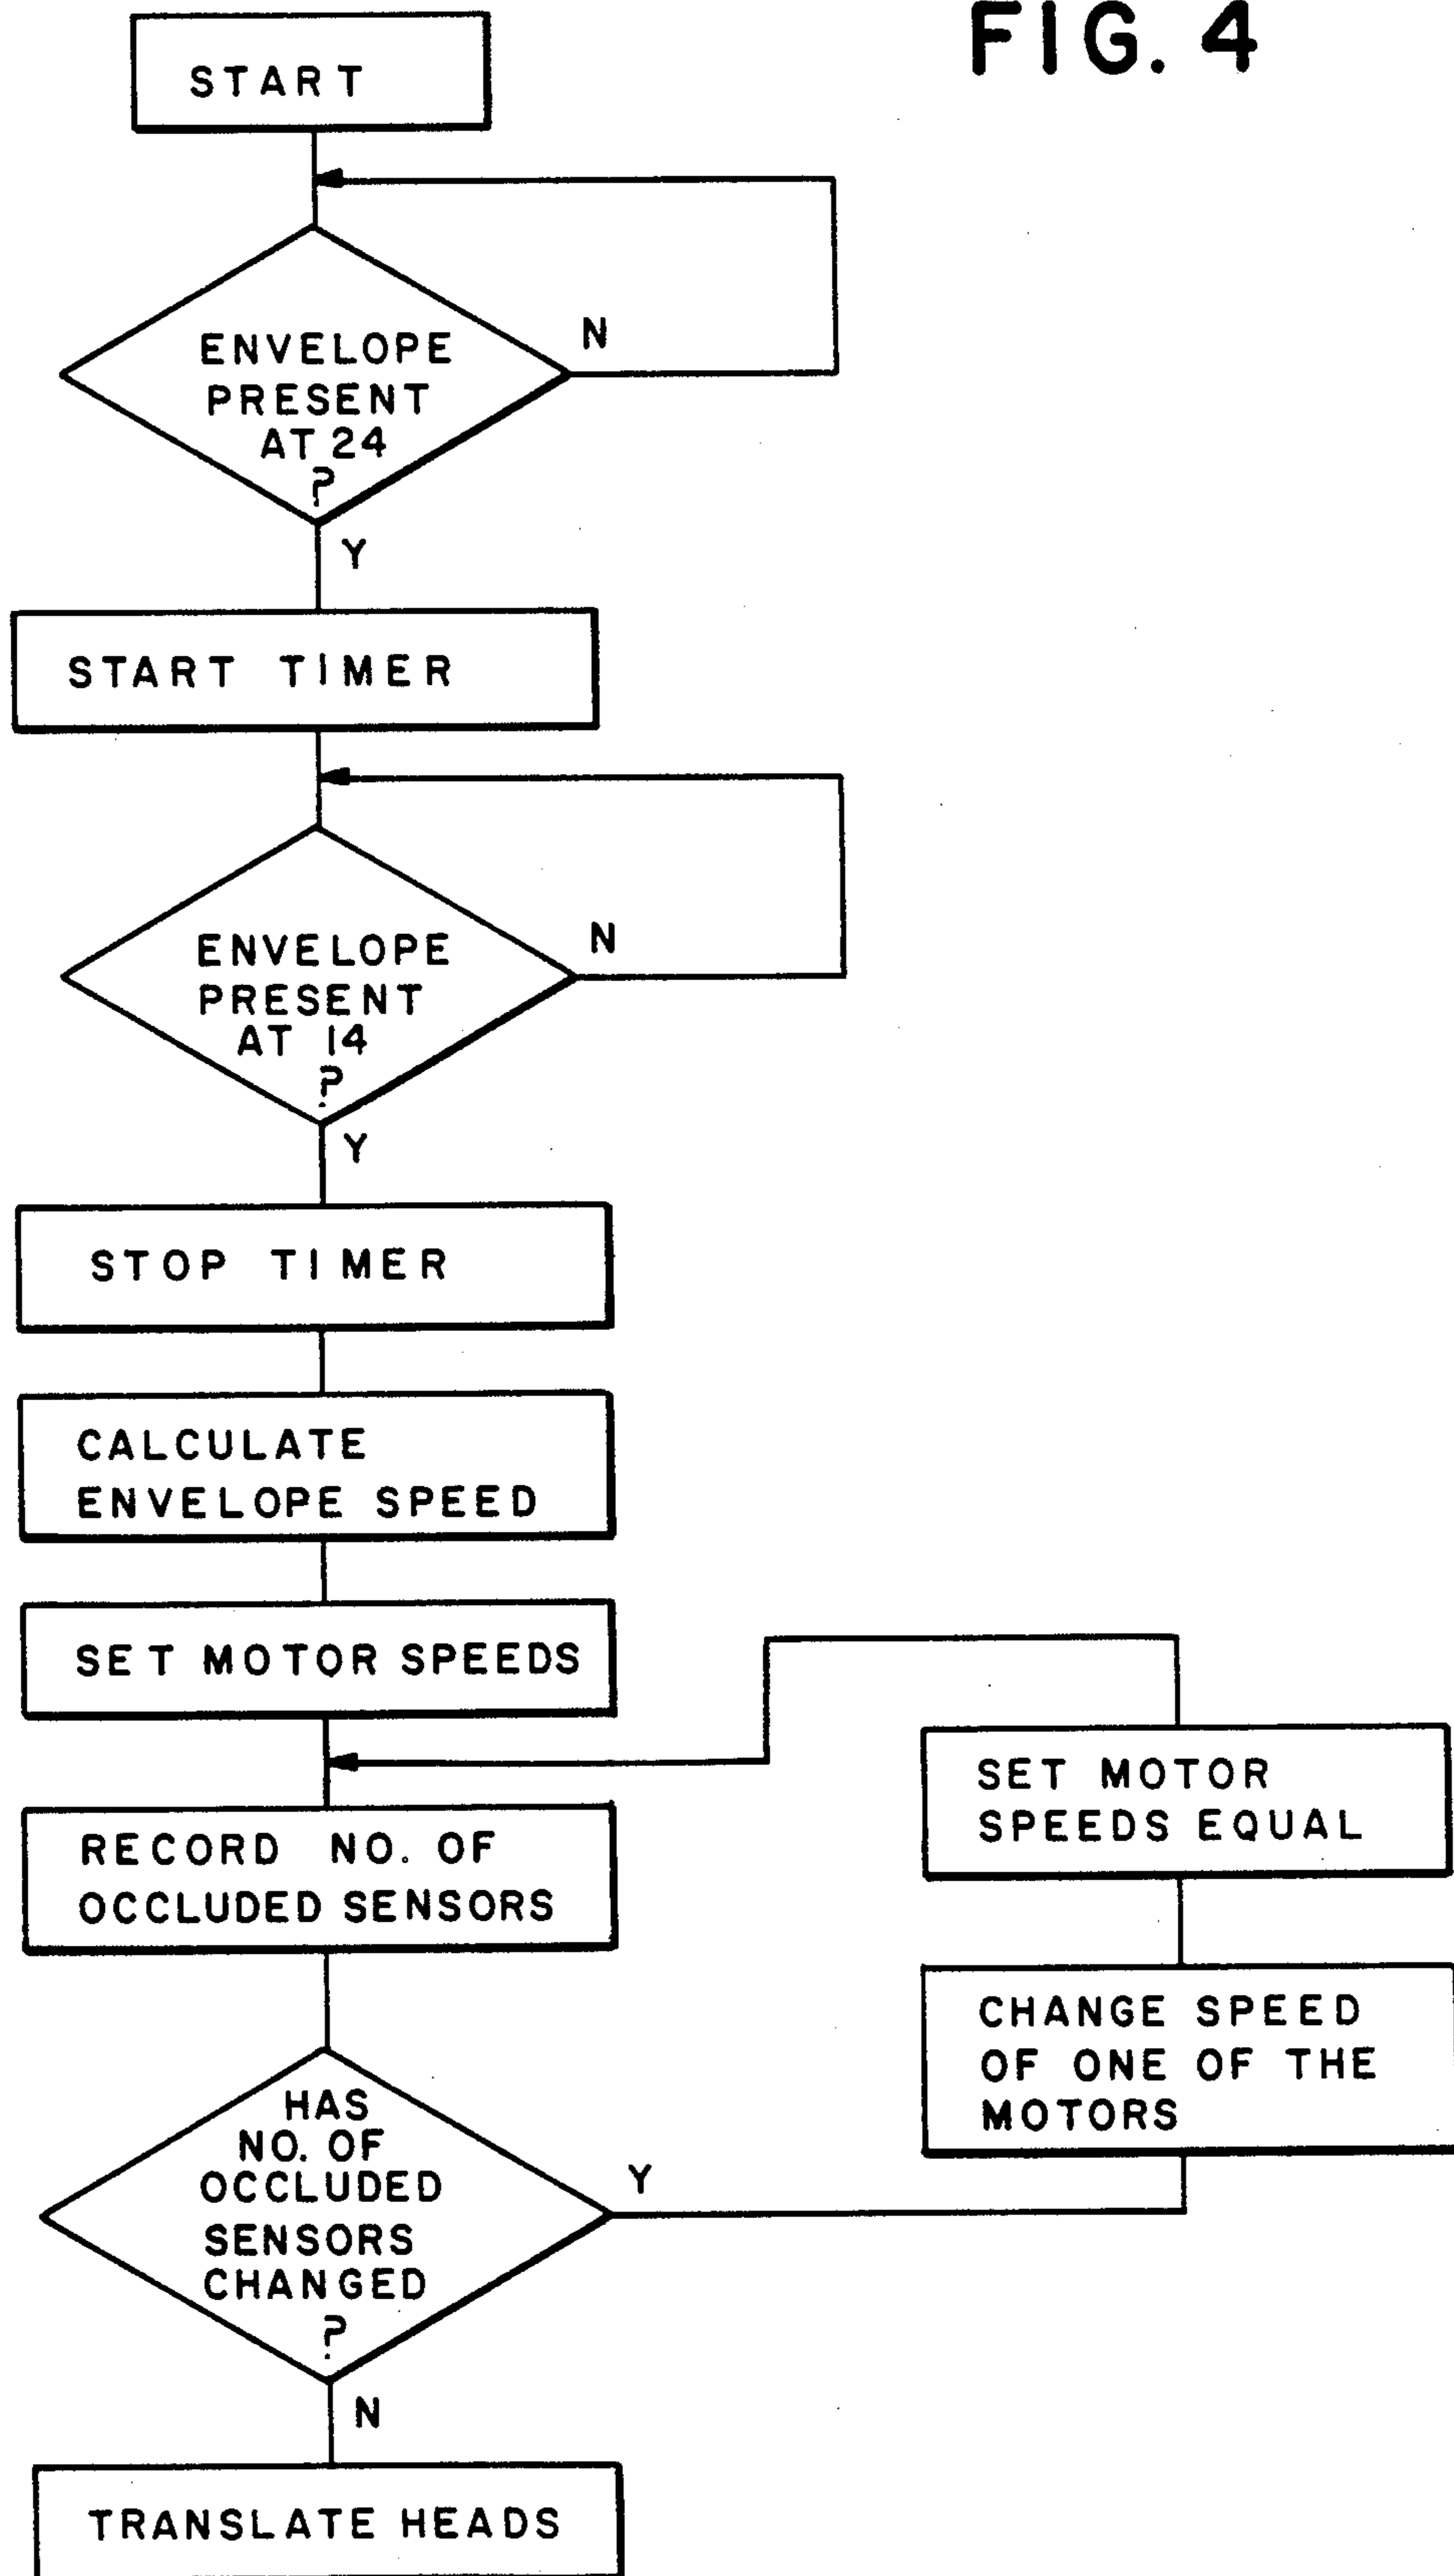 FIG. 4
START
ENVELOPE
PRESENT
AT 24
?
N
Y
START TIMER
ENVELOPE
PRESENT
AT 14
?
N
Y
STOP TIMER
CALCULATE
ENVELOPE SPEED
SET MOTOR SPEEDS
RECORD NO. OF
OCCLUDED SENSORS
HAS
NO. OF
OCCLUDED
SENSORS
CHANGED
?
Y
CHANGE SPEED
OF ONE OF THE
MOTORS
SET MOTOR
SPEEDS EQUAL
N
TRANSLATE HEADS